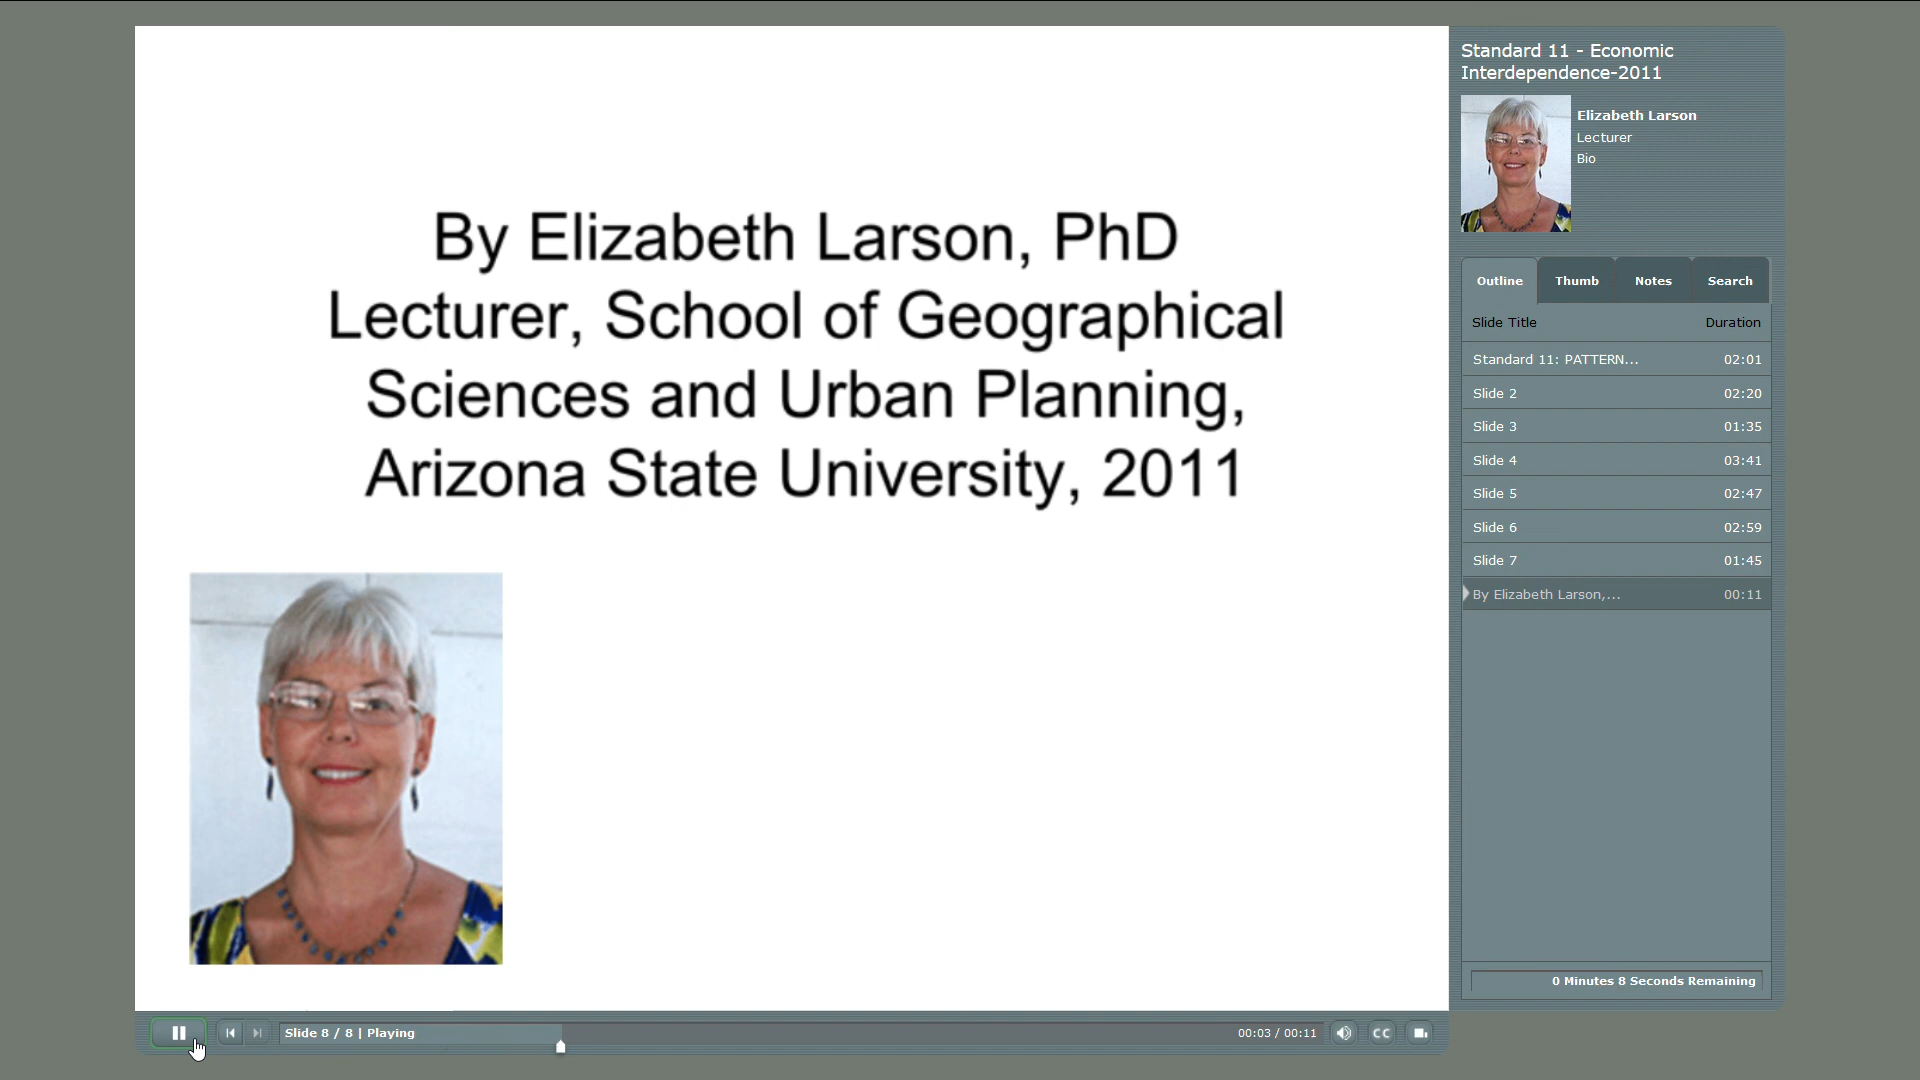 By Elizabeth Larson, PhD
Lecturer, School of Geographical
Sciences and Urban Planning,
Arizona State University, 2011
Standard 11 - Economic
Interdependence-2011
Elizabeth Larson
Lecturer
Bio
Outline Thumb Notes Search
Slide Title Duration
Standard 11: PATTERN... 02:01
Slide 2 02:20
Slide 3 01:35
Slide 4 03:41
Slide 5 02:47
Slide 6 02:59
Slide 7 01:45
By Elizabeth Larson,... 00:11
0 Minutes 8 Seconds Remaining
Slide 8 / 8 | Playing 00:03 / 00:11 CC